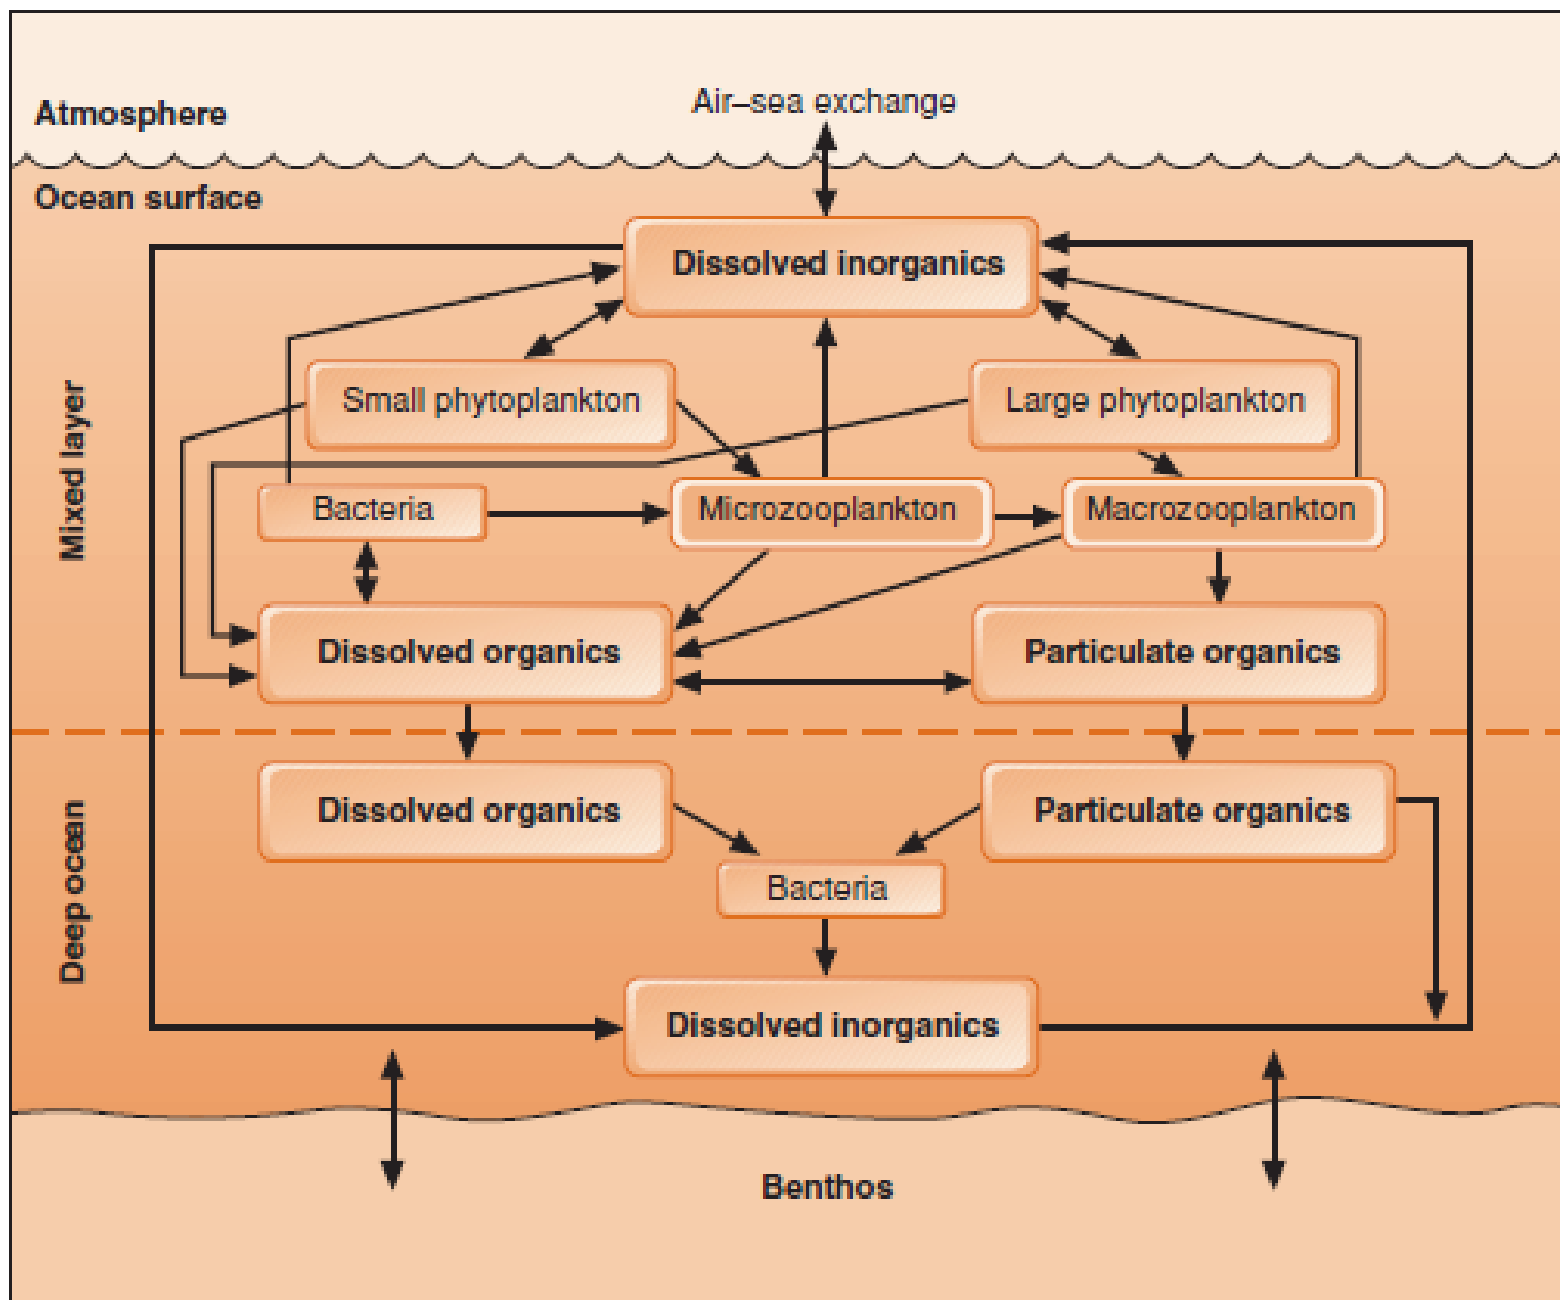 Air–sea exchange
Atmosphere
Ocean surface
Dissolved inorganics
Mixed layer
Small phytoplankton
Large phytoplankton
Bacteria
Microzooplankton
Macrozooplankton
Dissolved organics
Particulate organics
Deep ocean
Dissolved organics
Particulate organics
Bacteria
Dissolved inorganics
Benthos